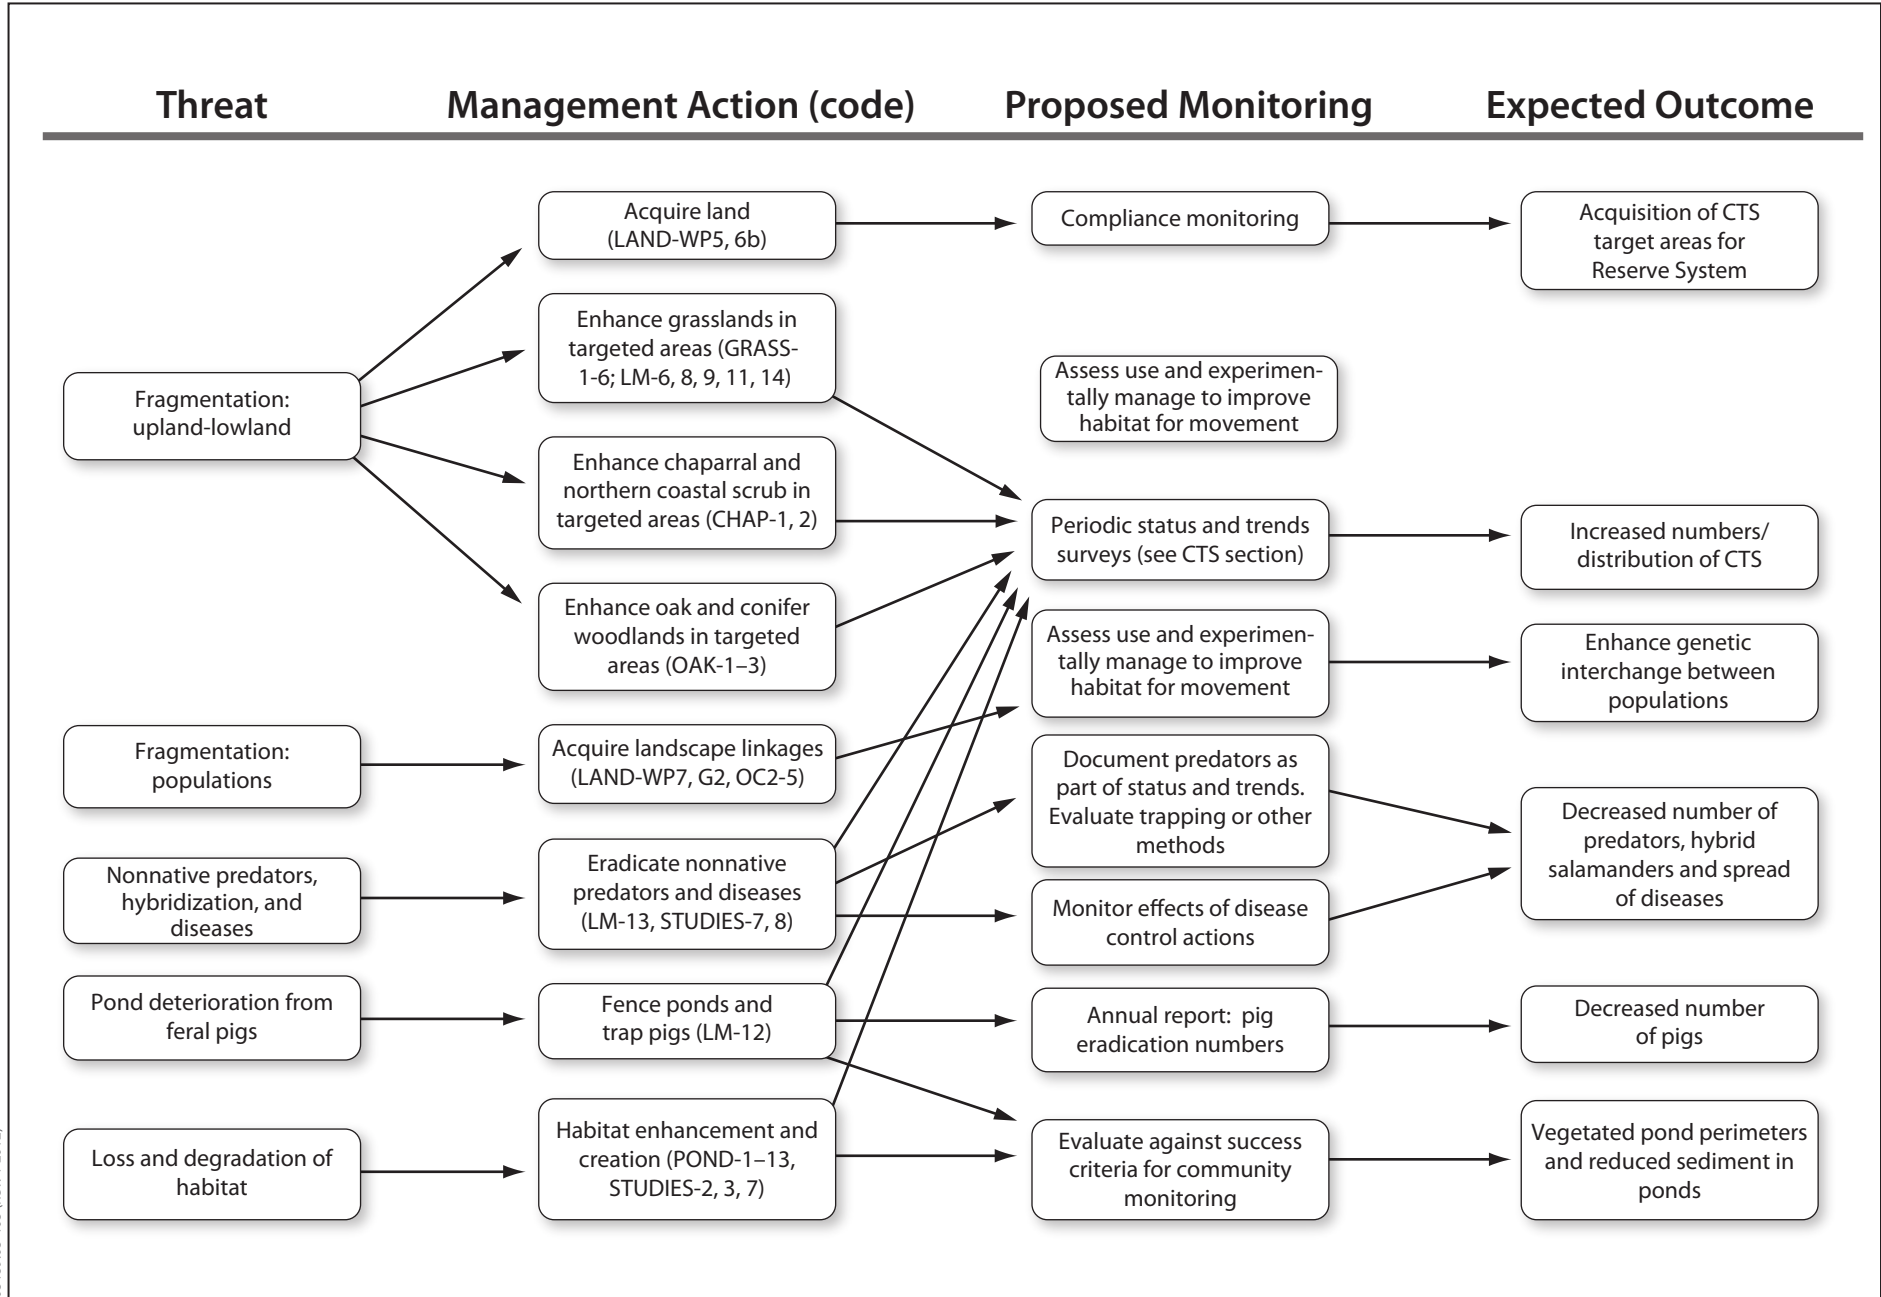 Threat
Management Action (code)
Proposed Monitoring
Expected Outcome
Acquire land
(LAND-WP5, 6b)
Compliance monitoring
Acquisition of CTS
target areas for
Reserve System
Enhance grasslands in
targeted areas (GRASS-
1-6; LM-6, 8, 9, 11, 14)
Assess use and experimen-
tally manage to improve
habitat for movement
Fragmentation:
upland-lowland
Enhance chaparral and
northern coastal scrub in
targeted areas (CHAP-1, 2)
Periodic status and trends
surveys (see CTS section)
Increased numbers/
distribution of CTS
Enhance oak and conifer
woodlands in targeted
areas (OAK-1–3)
Assess use and experimen-
tally manage to improve
habitat for movement
Enhance genetic
interchange between
populations
Fragmentation:
populations
Acquire landscape linkages
(LAND-WP7, G2, OC2-5)
Document predators as
part of status and trends.
Evaluate trapping or other
methods
Decreased number of
predators, hybrid
salamanders and spread
of diseases
Nonnative predators,
hybridization, and
diseases
Eradicate nonnative
predators and diseases
(LM-13, STUDIES-7, 8)
Monitor effects of disease
control actions
Pond deterioration from
feral pigs
Fence ponds and
trap pigs (LM-12)
Annual report: pig
eradication numbers
Decreased number
of pigs
Loss and degradation of
habitat
Habitat enhancement and
creation (POND-1–13,
STUDIES-2, 3, 7)
Evaluate against success
criteria for community
monitoring
Vegetated pond perimeters
and reduced sediment in
ponds